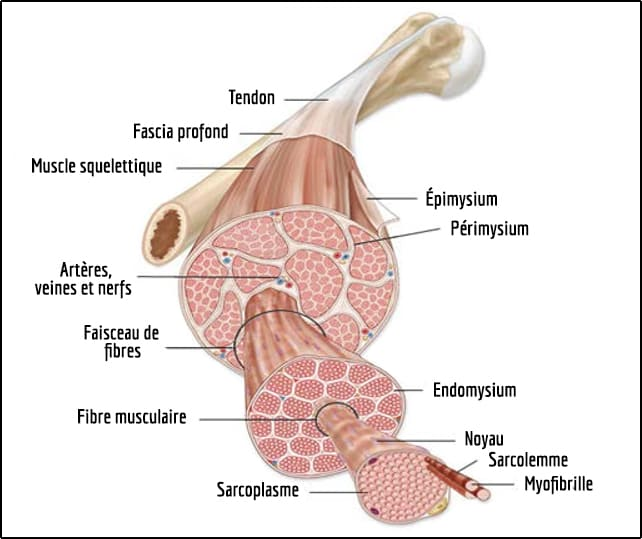 Tendon
Fascia profond
Muscle squelettique
Épimysium
Périmysium
Artères,
veines et nerfs
Faisceau de
fibres
Endomysium
Fibre musculaire
Noyau
Sarcolemme
Myofibrille
Sarcoplasme